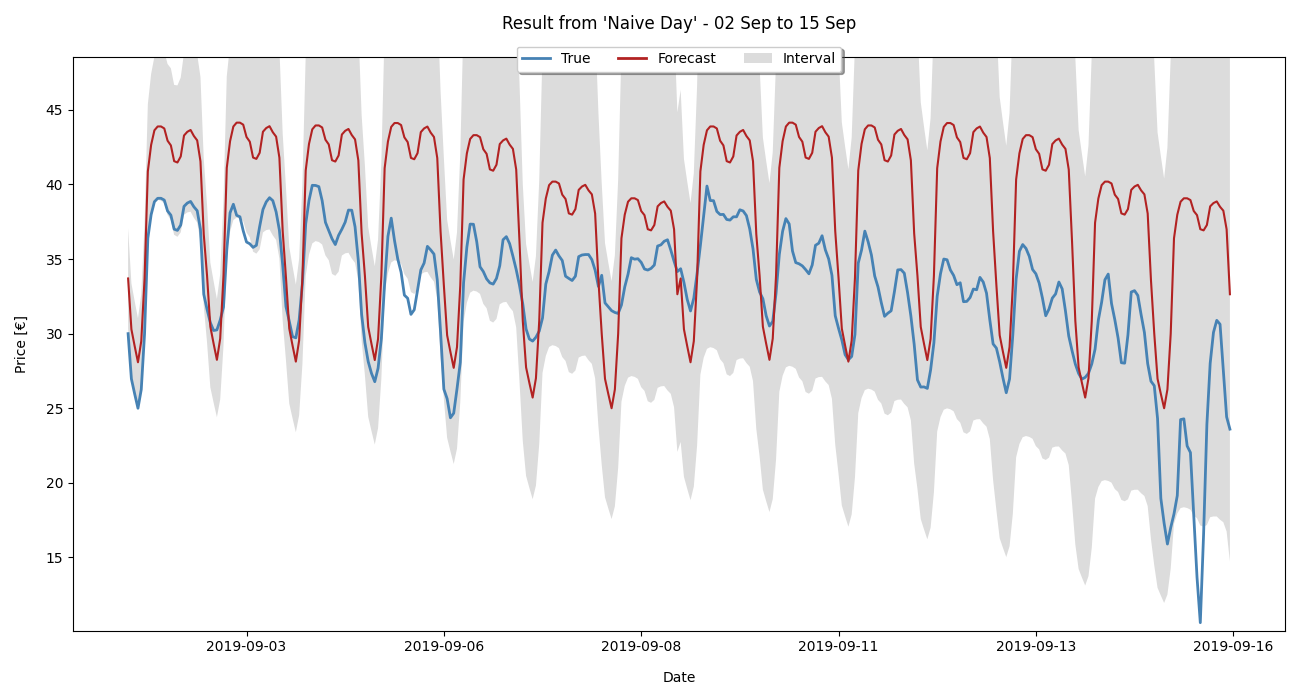 Result from 'Naive Day' - 02 Sep to 15 Sep
True Forecast Interval
45
40
35
30
25
20
15
Price [€]
2019-09-03 2019-09-06 2019-09-08 2019-09-11 2019-09-13 2019-09-16
Date